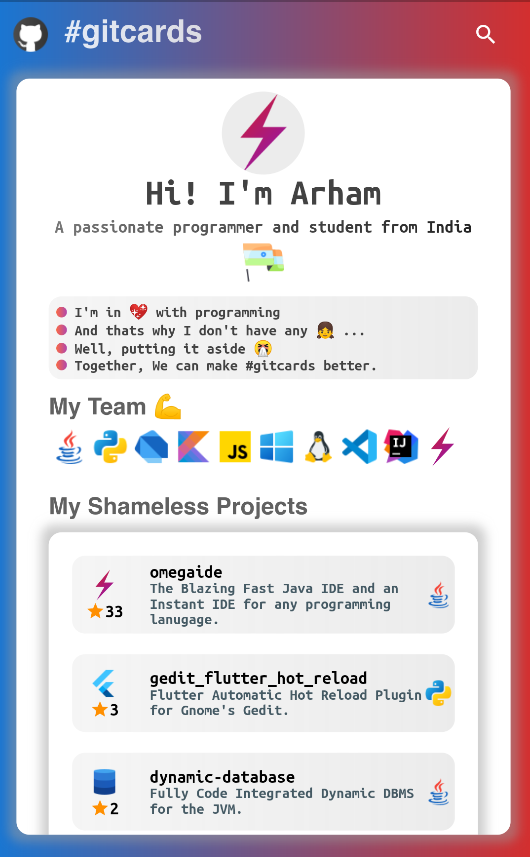 #gitcards
Hi! I'm Arham
A passionate programmer and student from India
I'm in 💖 with programming
And thats why I don't have any 👧 ...
Well, putting it aside 😂
Together, We can make #gitcards better.
My Team 💪
JS
IJ
My Shameless Projects
omegaide
The Blazing Fast Java IDE and an
Instant IDE for any programming
lanugage.
33
gedit_flutter_hot_reload
Flutter Automatic Hot Reload Plugin
for Gnome's Gedit.
3
dynamic-database
Fully Code Integrated Dynamic DBMS
for the JVM.
2